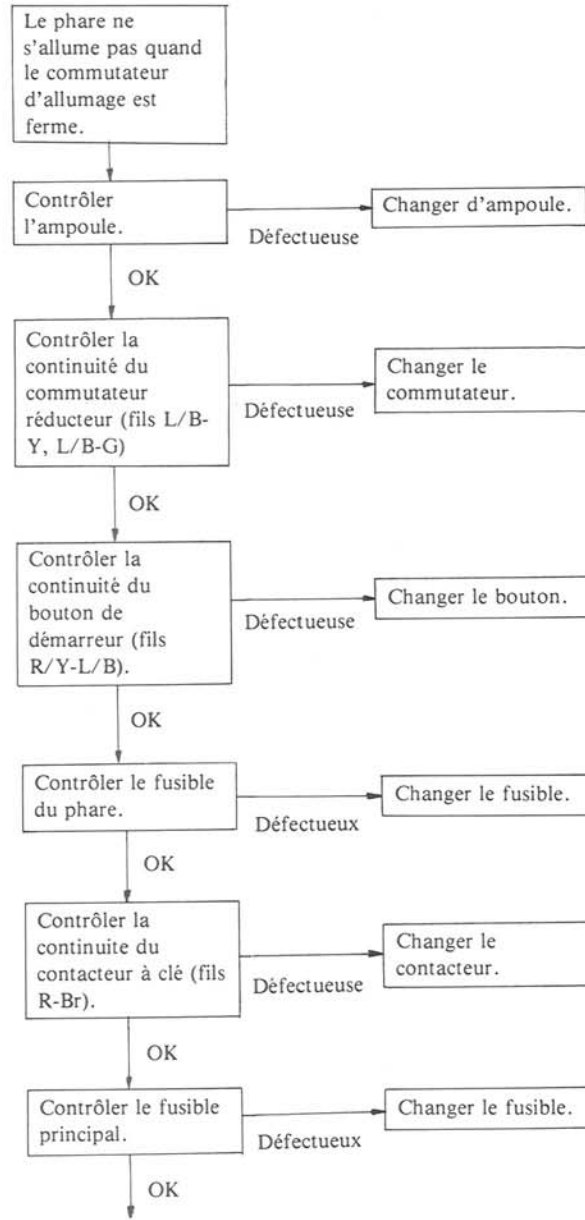 Le phare ne
s'allume pas quand
le commutateur
d'allumage est
ferme.
Contrôler
l'ampoule.
Défectueuse
Changer d'ampoule.
OK
Contrôler la
continuité du
commutateur
réducteur (fils L/B-
Y, L/B-G)
Défectueuse
Changer le
commutateur.
OK
Contrôler la
continuité du
bouton de
démarreur (fils
R/Y-L/B).
Défectueuse
Changer le bouton.
OK
Contrôler le fusible
du phare.
Défectueux
Changer le fusible.
OK
Contrôler la
continuite du
contacteur à clé (fils
R-Br).
Défectueuse
Changer le
contacteur.
OK
Contrôler le fusible
principal.
Défectueux
Changer le fusible.
OK